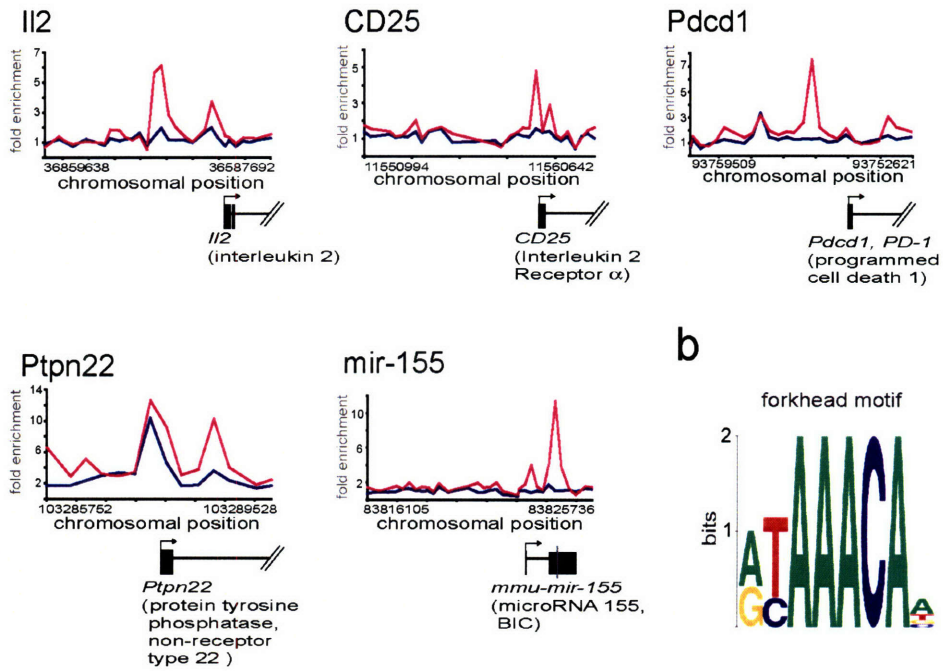 Il2
fold enrichment
7
5
3
1
36859638 36587692
chromosomal position
Il2
(interleukin 2)
CD25
fold enrichment
5
3
1
11550994 11560642
chromosomal position
CD25
(Interleukin 2
Receptor α)
Pdcd1
fold enrichment
7
5
3
1
93759509 93752621
chromosomal position
Pdcd1, PD-1
(programmed
cell death 1)
Ptpn22
fold enrichment
14
10
6
2
103285752 103289528
chromosomal position
Ptpn22
(protein tyrosine
phosphatase,
non-receptor
type 22 )
mir-155
fold enrichment
10
6
2
83816105 83825736
chromosomal position
mmu-mir-155
(microRNA 155,
BIC)
b
forkhead motif
2
bits
1
A T A A A C A A
G C T